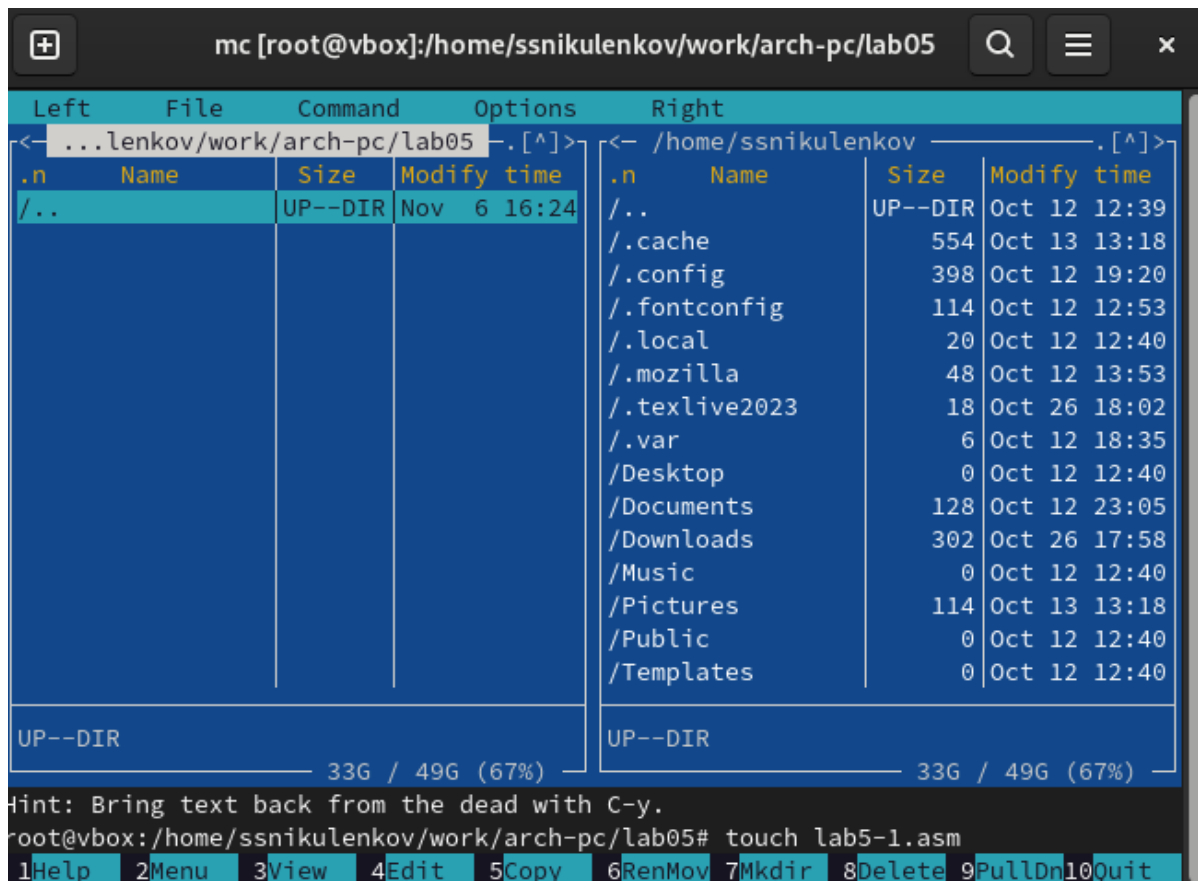 mc [root@vbox]:/home/ssnikulenkov/work/arch-pc/lab05
Left File Command Options Right
<- ...lenkov/work/arch-pc/lab05 -.[^]>
.n Name Size Modify time
/.. UP--DIR Nov 6 16:24
UP--DIR
33G / 49G (67%)
<- /home/ssnikulenkov .[^]>
.n Name Size Modify time
/.. UP--DIR Oct 12 12:39
/.cache 554 Oct 13 13:18
/.config 398 Oct 12 19:20
/.fontconfig 114 Oct 12 12:53
/.local 20 Oct 12 12:40
/.mozilla 48 Oct 12 13:53
/.texlive2023 18 Oct 26 18:02
/.var 6 Oct 12 18:35
/Desktop 0 Oct 12 12:40
/Documents 128 Oct 12 23:05
/Downloads 302 Oct 26 17:58
/Music 0 Oct 12 12:40
/Pictures 114 Oct 13 13:18
/Public 0 Oct 12 12:40
/Templates 0 Oct 12 12:40
UP--DIR
33G / 49G (67%)
Hint: Bring text back from the dead with C-y.
root@vbox:/home/ssnikulenkov/work/arch-pc/lab05# touch lab5-1.asm
1Help 2Menu 3View 4Edit 5Copy 6RenMov 7Mkdir 8Delete 9PullDn 10Quit